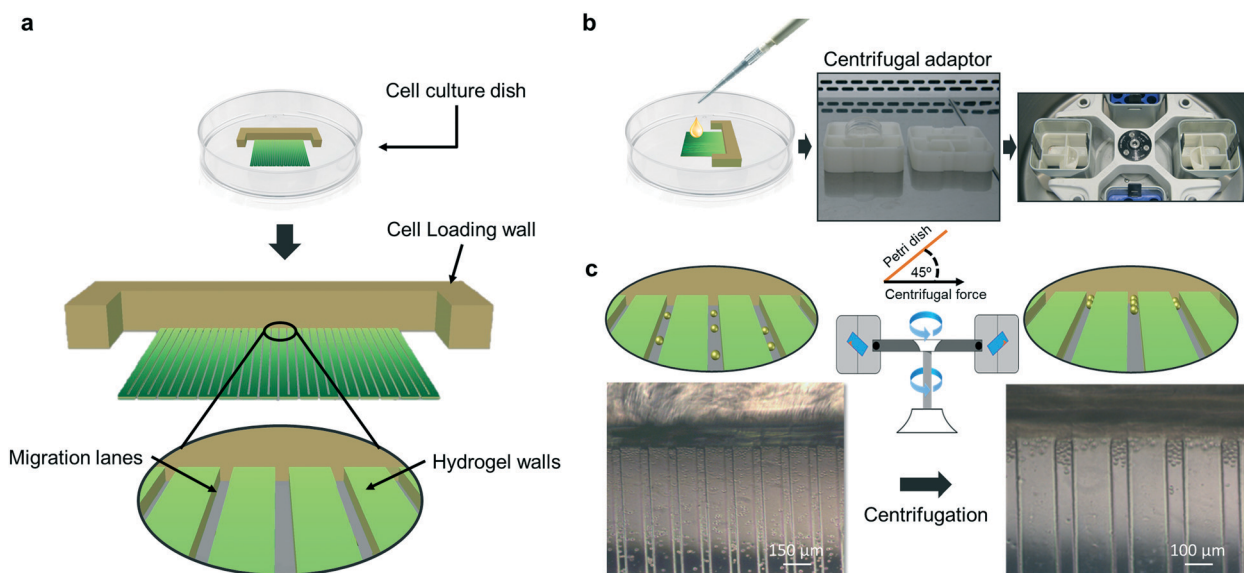 a
Cell culture dish
Cell Loading wall
Migration lanes
Hydrogel walls
b
Centrifugal adaptor
c
Petri dish
45º
Centrifugal force
Centrifugation
150 µm
100 µm